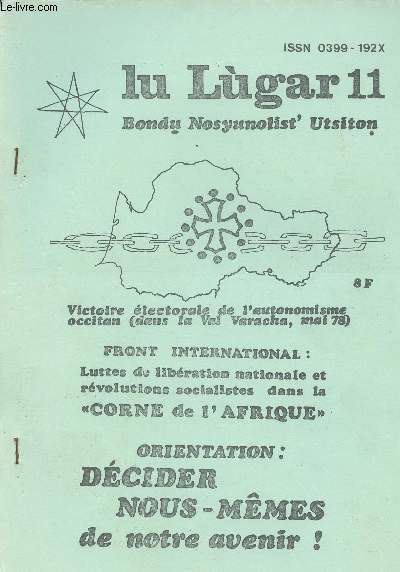 © Le-livre.com
ISSN 0399-192X
lu Lùgar 11
Bondu̱ Nosyunolist' Utsiton̩
8F
Victoire électorale de l'autonomisme
occitan (dans la Val Varacha, mai 78)
FRONT INTERNATIONAL :
Luttes de libération nationale et
révolutions socialistes dans la
«CORNE de l'AFRIQUE»
ORIENTATION :
DÉCIDER
NOUS-MÊMES
de notre avenir !